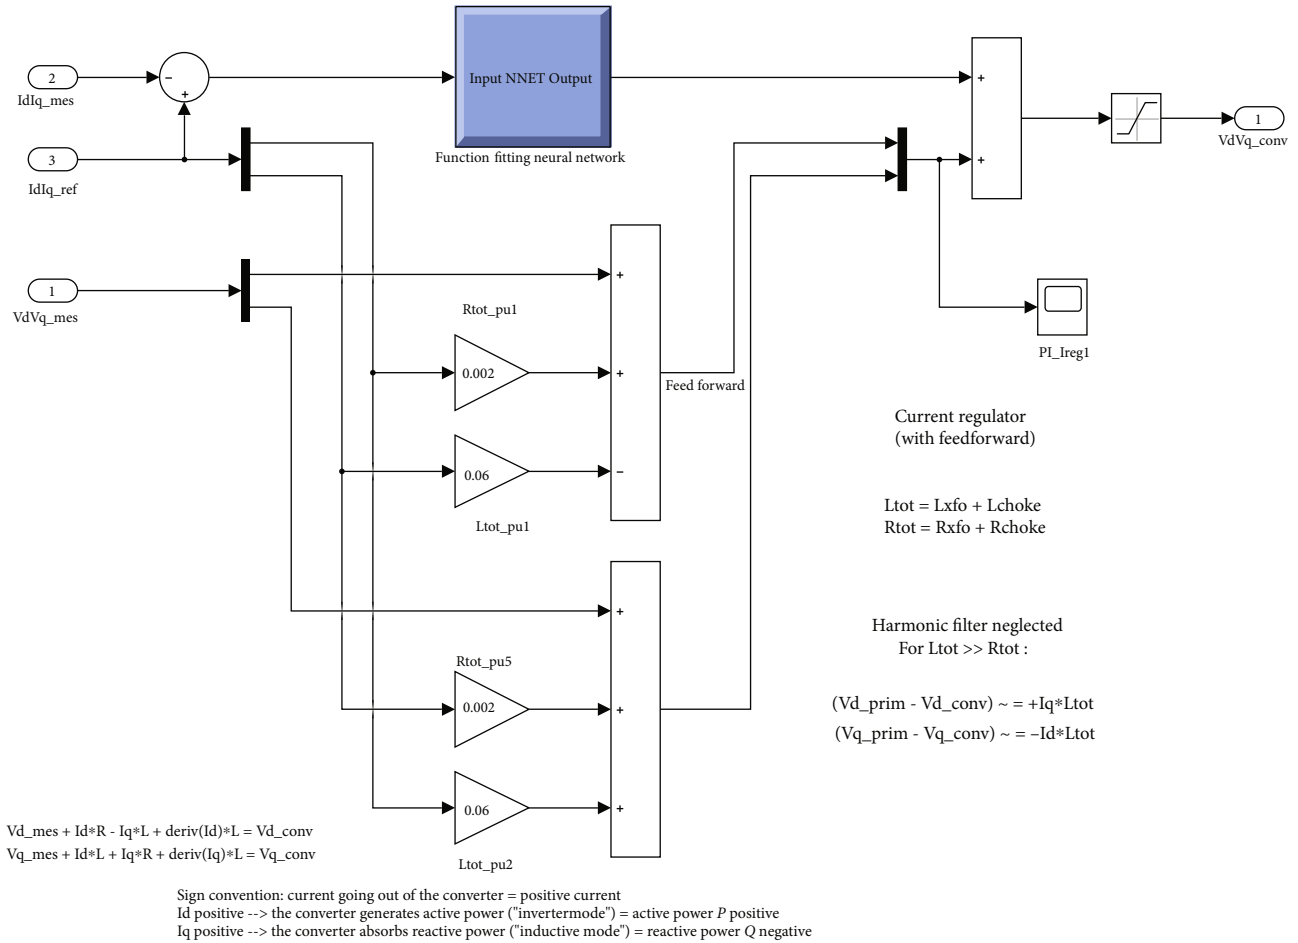 2
IdIq_mes
−
+
Input NNET Output
Function fitting neural network
+
+
1
VdVq_conv
3
IdIq_ref
1
VdVq_mes
+
Rtot_pu1
0.002
+
Feed forward
0.06
−
Ltot_pu1
PI_Ireg1
Current regulator
(with feedforward)
Ltot = Lxfo + Lchoke
Rtot = Rxfo + Rchoke
+
Rtot_pu5
0.002
+
0.06
+
Ltot_pu2
Harmonic filter neglected
For Ltot >> Rtot :
(Vd_prim - Vd_conv) ~ = +Iq*Ltot
(Vq_prim - Vq_conv) ~ = –Id*Ltot
Vd_mes + Id*R - Iq*L + deriv(Id)*L = Vd_conv
Vq_mes + Id*L + Iq*R + deriv(Iq)*L = Vq_conv
Sign convention: current going out of the converter = positive current
Id positive --> the converter generates active power ("invertermode") = active power P positive
Iq positive --> the converter absorbs reactive power ("inductive mode") = reactive power Q negative